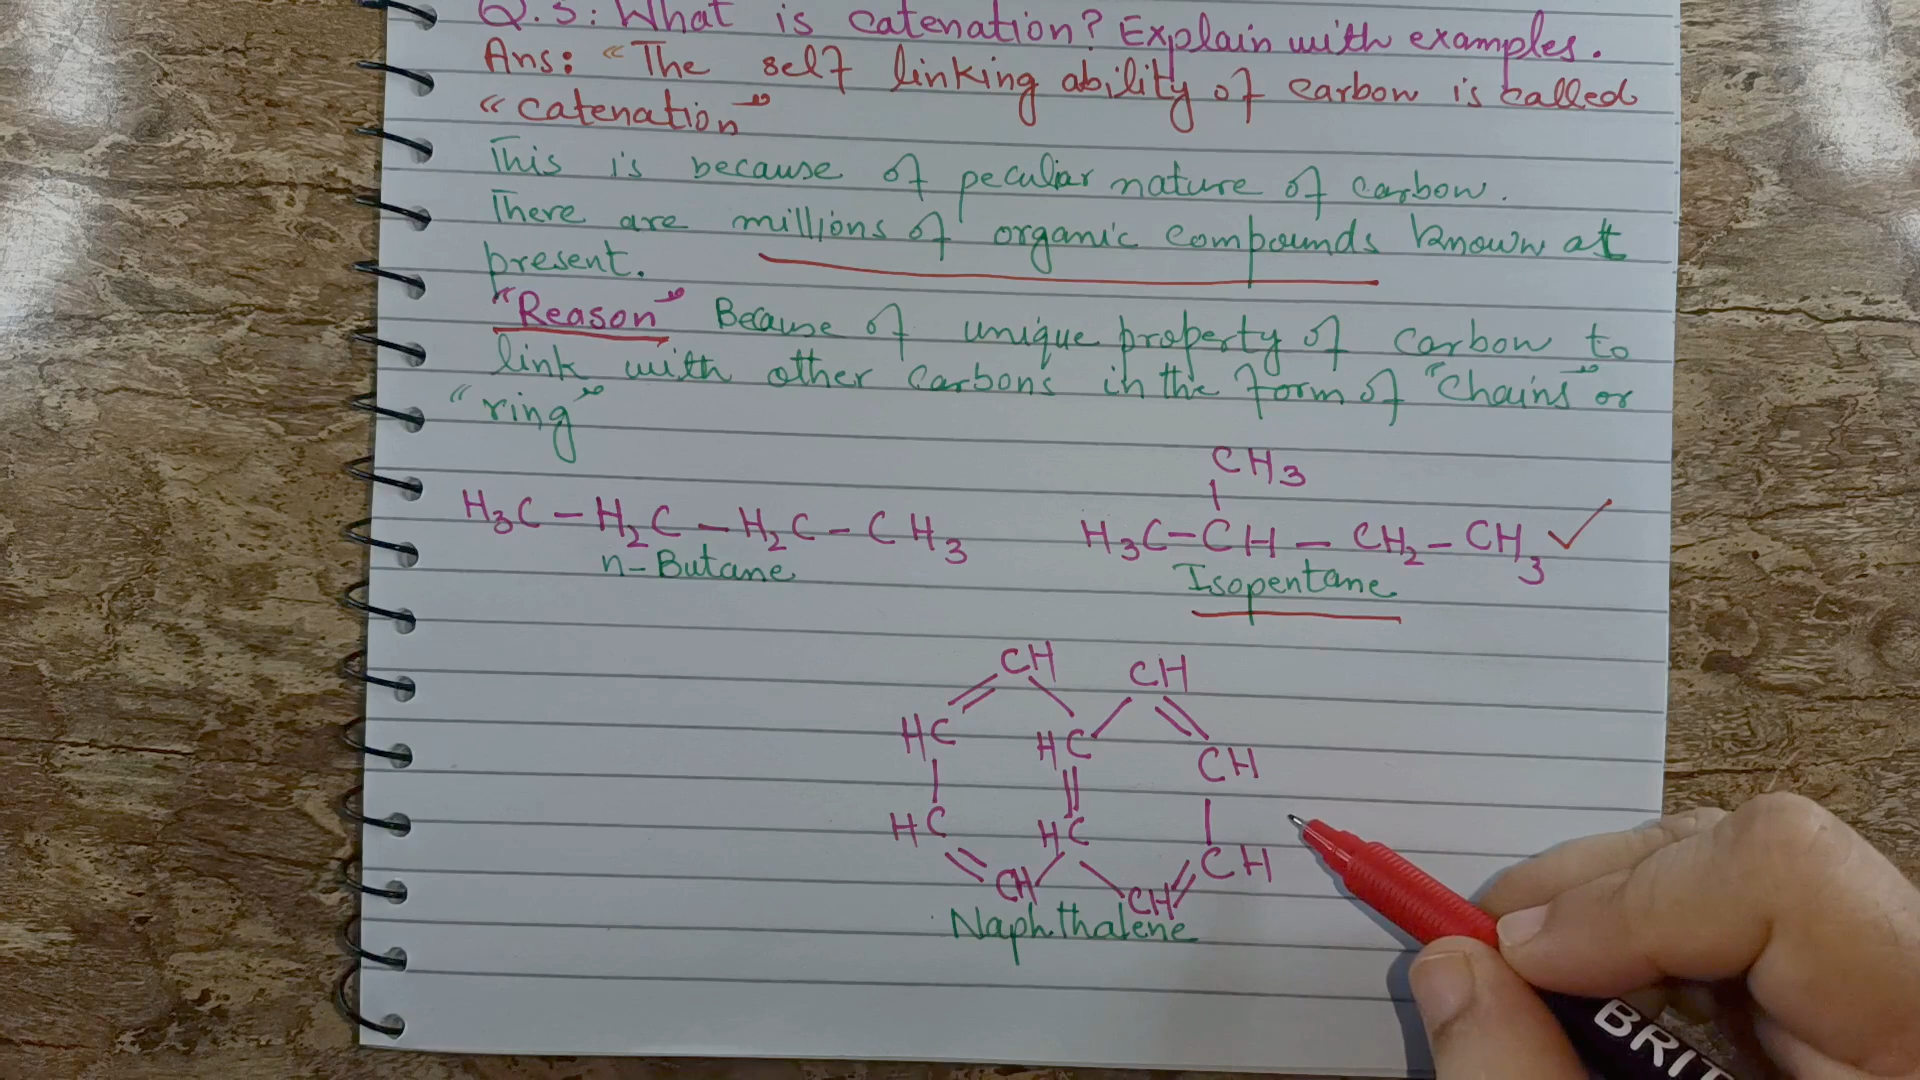 Q.5: What is catenation? Explain with examples.
Ans: "The self linking ability of carbon is called
"catenation"
This is because of peculiar nature of carbon.
There are millions of organic compounds known at
present.
"Reason" Because of unique property of carbon to
link with other carbons in the form of "Chains" or
"ring"
CH3
H3C-H2C-H2C-CH3 H3C-CH-CH2-CH3
n-Butane Isopentane
CH CH
HC HC CH
HC HC CH
CH CH
Naphthalene
BRIT